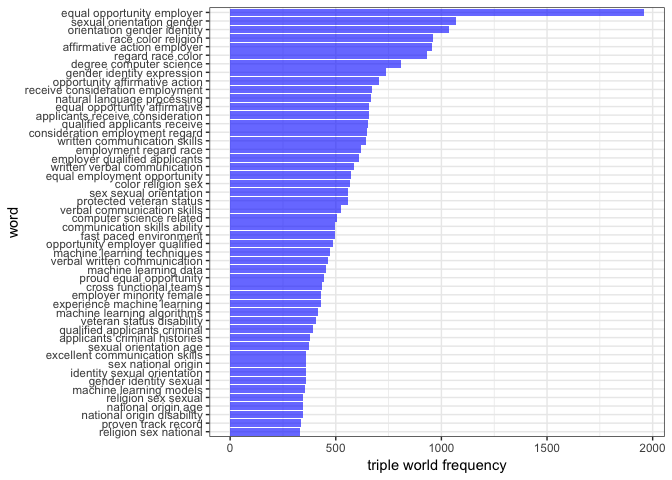 equal opportunity employer
sexual orientation gender
orientation gender identity
race color religion
affirmative action employer
regard race color
degree computer science
gender identity expression
opportunity affirmative action
receive consideration employment
natural language processing
equal opportunity affirmative
applicants receive consideration
qualified applicants receive
consideration employment regard
written communication skills
employment regard race
employer qualified applicants
written verbal communication
equal employment opportunity
color religion sex
sex sexual orientation
protected veteran status
verbal communication skills
computer science related
communication skills ability
fast paced environment
opportunity employer qualified
machine learning techniques
verbal written communication
machine learning data
proud equal opportunity
cross functional teams
employer minority female
experience machine learning
machine learning algorithms
veteran status disability
qualified applicants criminal
applicants criminal histories
sexual orientation age
excellent communication skills
sex national origin
identity sexual orientation
gender identity sexual
machine learning models
religion sex sexual
national origin age
national origin disability
proven track record
religion sex national
word
0 500 1000 1500 2000
triple world frequency